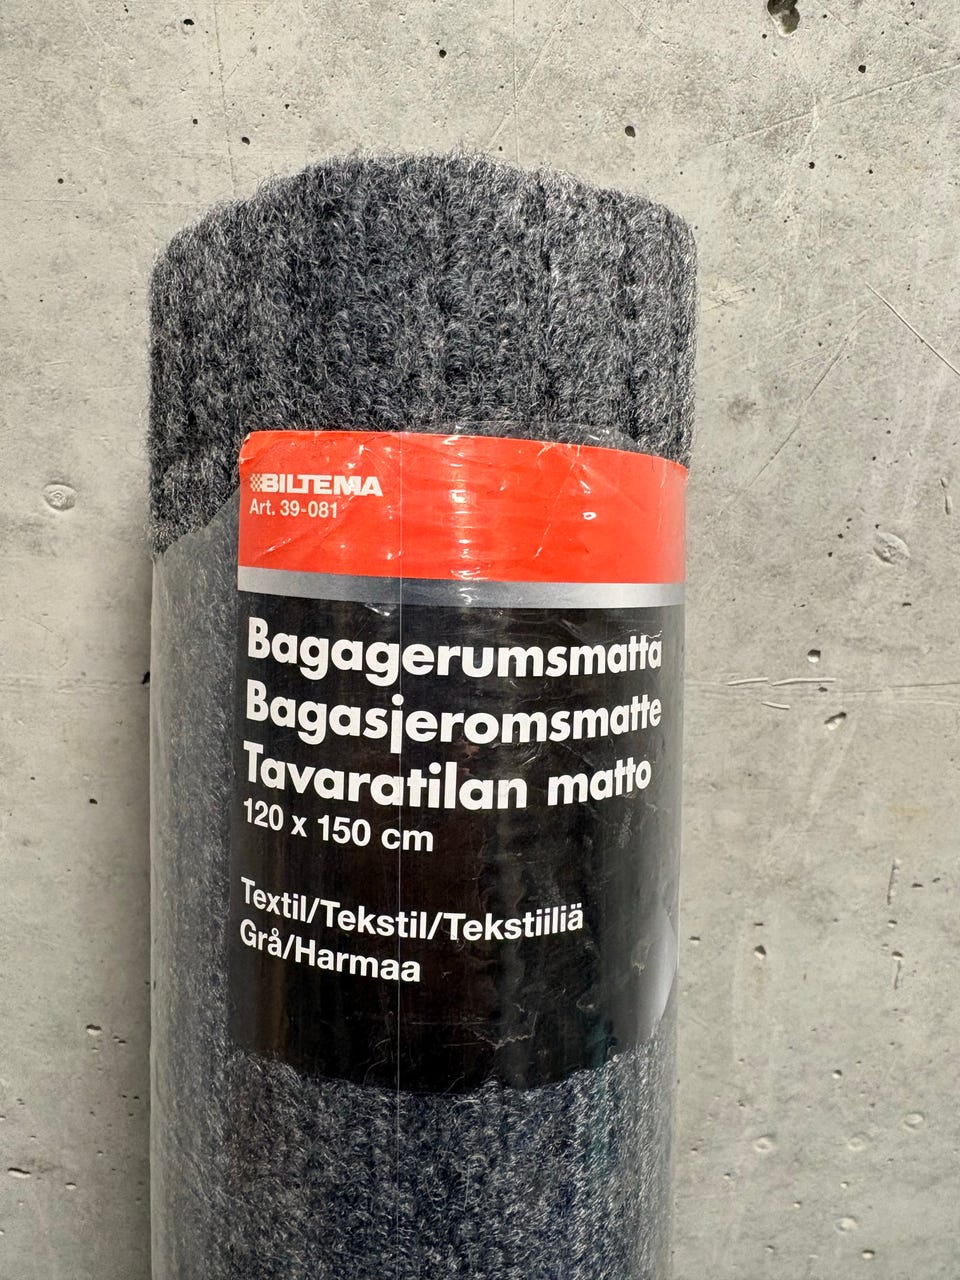 BILTEMA
Art. 39-081
Bagagerumsmatta
Bagasjeromsmatte
Tavaratilan matto
120 x 150 cm
Textil/Tekstil/Tekstiiliä
Grå/Harmaa